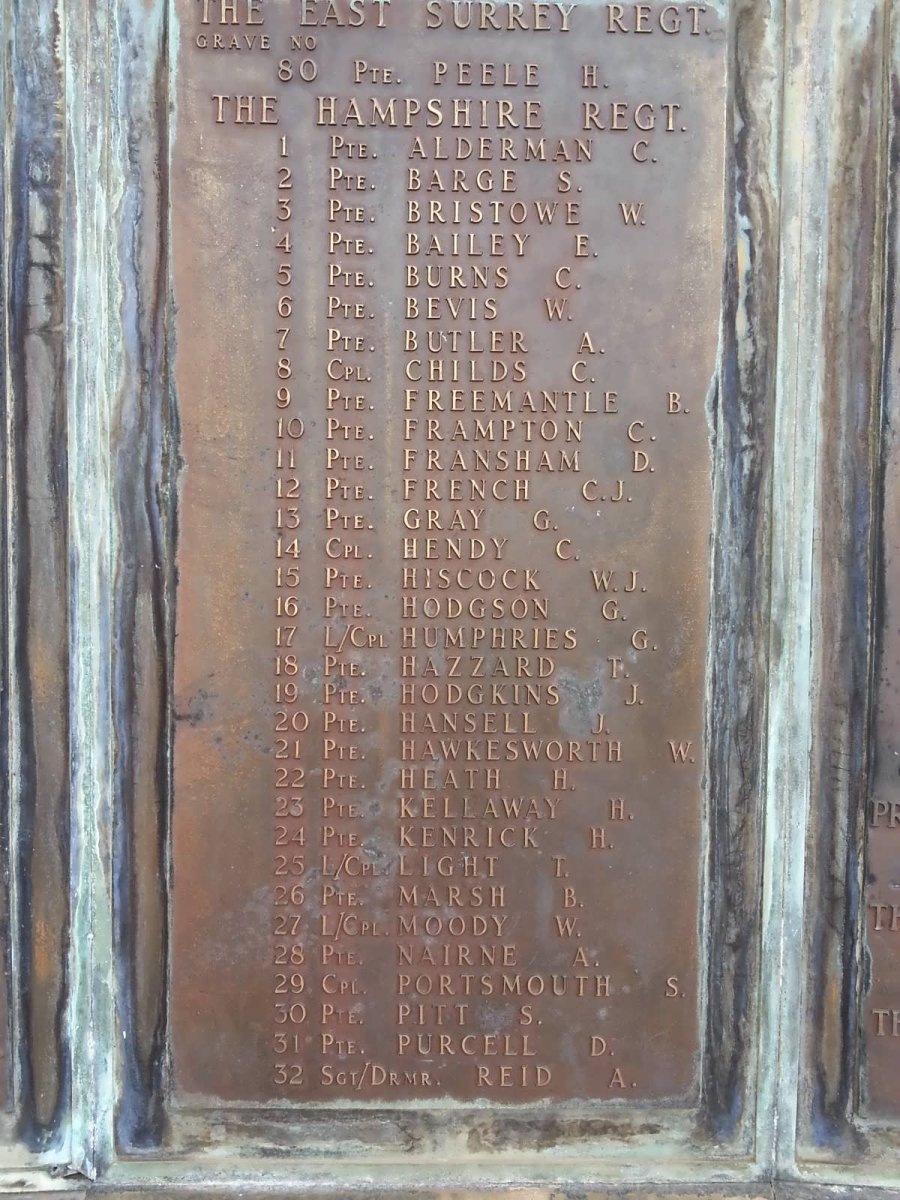 THE EAST SURREY REGT.
GRAVE NO
80 PTE. PEELE H.
THE HAMPSHIRE REGT.
1 PTE. ALDERMAN C.
2 PTE. BARGE S.
3 PTE. BRISTOWE W.
4 PTE. BAILEY E.
5 PTE. BURNS C.
6 PTE. BEVIS W.
7 PTE. BUTLER A.
8 CPL. CHILDS C.
9 PTE. FREEMANTLE B.
10 PTE. FRAMPTON C.
11 PTE. FRANSHAM D.
12 PTE. FRENCH C.J.
13 PTE. GRAY G.
14 CPL. HENDY C.
15 PTE. HISCOCK W.J.
16 PTE. HODGSON G.
17 L/CPL HUMPHRIES G.
18 PTE. HAZZARD T.
19 PTE. HODGKINS J.
20 PTE. HANSELL J.
21 PTE. HAWKESWORTH W.
22 PTE. HEATH H.
23 PTE. KELLAWAY H.
24 PTE. KENRICK H.
25 L/CPL. LIGHT T.
26 PTE. MARSH B.
27 L/CPL. MOODY W.
28 PTE. NAIRNE A.
29 CPL. PORTSMOUTH S.
30 PTE. PITT S.
31 PTE. PURCELL D.
32 SGT/DRMR. REID A.